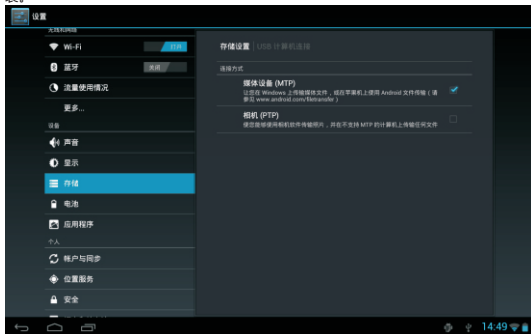 装。
设置
无线和网络
Wi-Fi
打开
蓝牙
关闭
流量使用情况
更多...
设备
声音
显示
存储
电池
应用程序
个人
帐户与同步
位置服务
安全
存储设置
USB 计算机连接
连接方式
媒体设备 (MTP)
让您在 Windows 上传输媒体文件，或在苹果机上使用 Android 文件传输（请
参见 www.android.com/filetransfer）
相机 (PTP)
使您能够使用相机软件传输照片，并在不支持 MTP 的计算机上传输任何文件
14:49